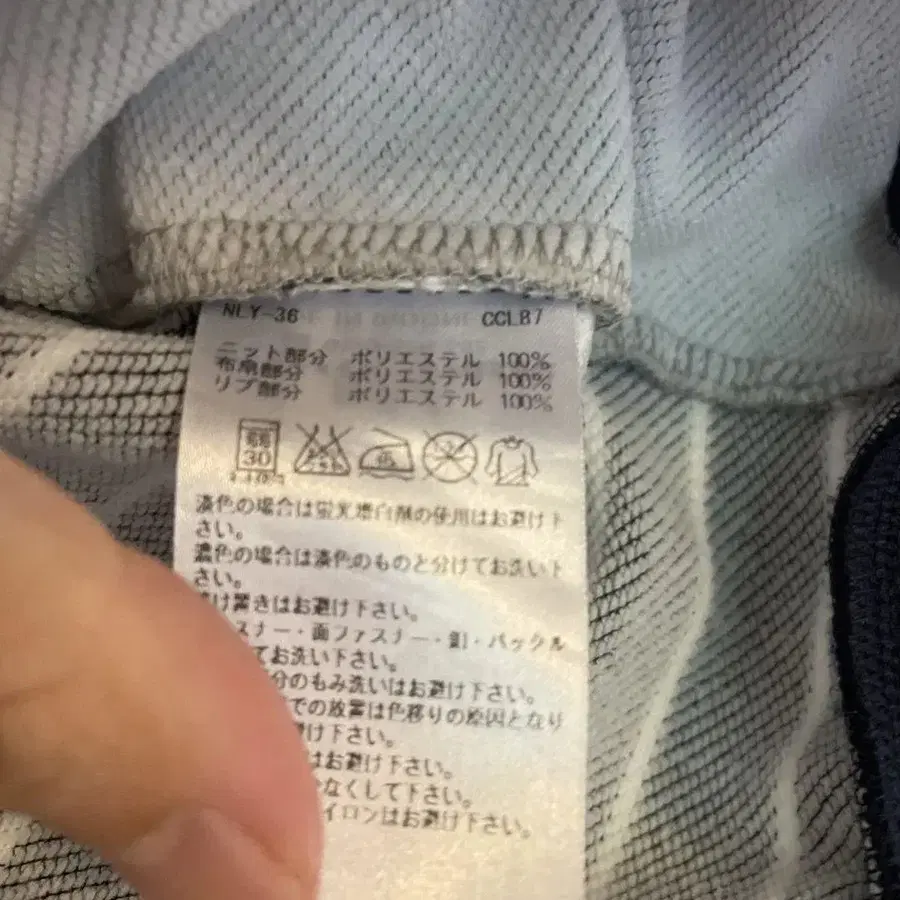 NLY-36 CCLB7
ニット部分 ポリエステル 100%
布帛部分 ポリエステル 100%
リブ部分 ポリエステル 100%
30
淡色の場合は蛍光増白剤の使用はお避け下
さい。
濃色の場合は淡色のものと分けてお洗い下
さい。
け置きはお避け下さい。
スナー・面ファスナー・釦・バックル
てお洗い下さい。
分のもみ洗いはお避け下さい。
での放置は色移りの原因となり
け下さい。
はお避け下さい。
なくして下さい。
イロンはお避け下さい。